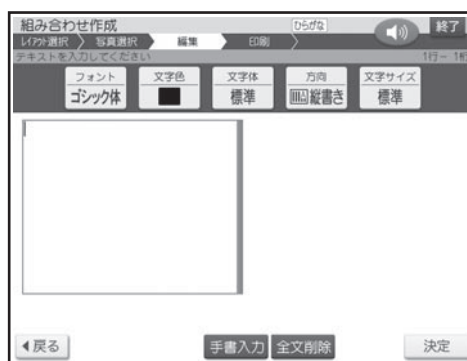 組み合わせ作成 ひらがな 終了
レイアウト選択 写真選択 編集 印刷
テキストを入力してください 1行- 1桁
フォント 文字色 文字体 方向 文字サイズ
ゴシック体 標準 縦書き 標準
戻る 手書入力 全文削除 決定